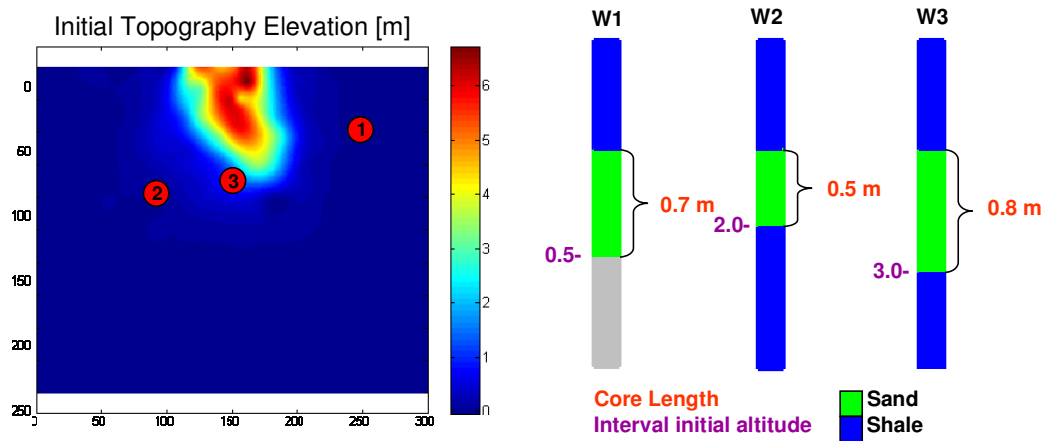 Initial Topography Elevation [m]
0
60
100
150
200
250
0
50
100
150
200
250
300
6
5
4
3
2
1
0
1
2
3
W1
W2
W3
0.7 m
0.5 m
0.8 m
0.5-
2.0-
3.0-
Core Length
Interval initial altitude
Sand
Shale